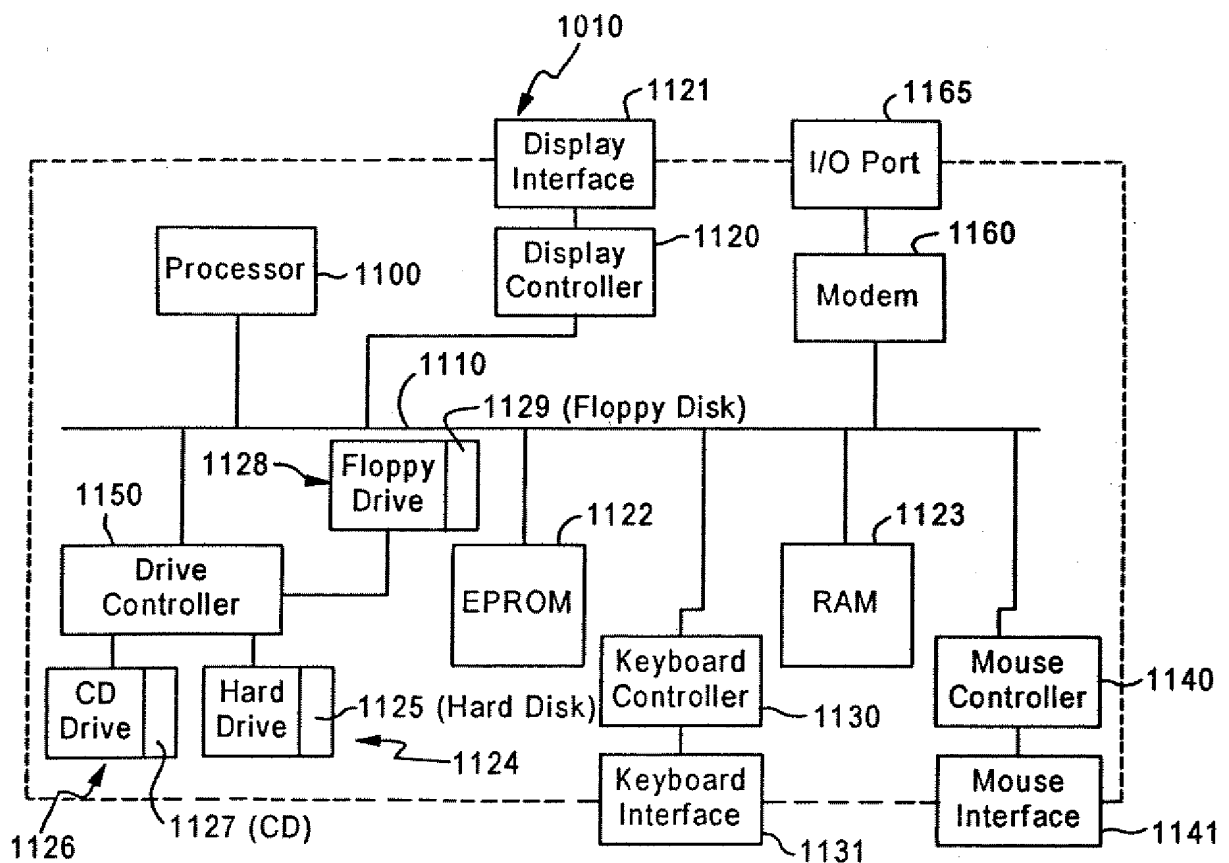 1010
1121
1165
Display
Interface
I/O Port
1120
1160
Processor
1100
Display
Controller
Modem
1110
1129 (Floppy Disk)
1128
Floppy
Drive
1150
1122
1123
Drive
Controller
EPROM
RAM
CD
Drive
Hard
Drive
1125 (Hard Disk)
Keyboard
Controller
1130
Mouse
Controller
1140
1124
1126
1127 (CD)
Keyboard
Interface
1131
Mouse
Interface
1141